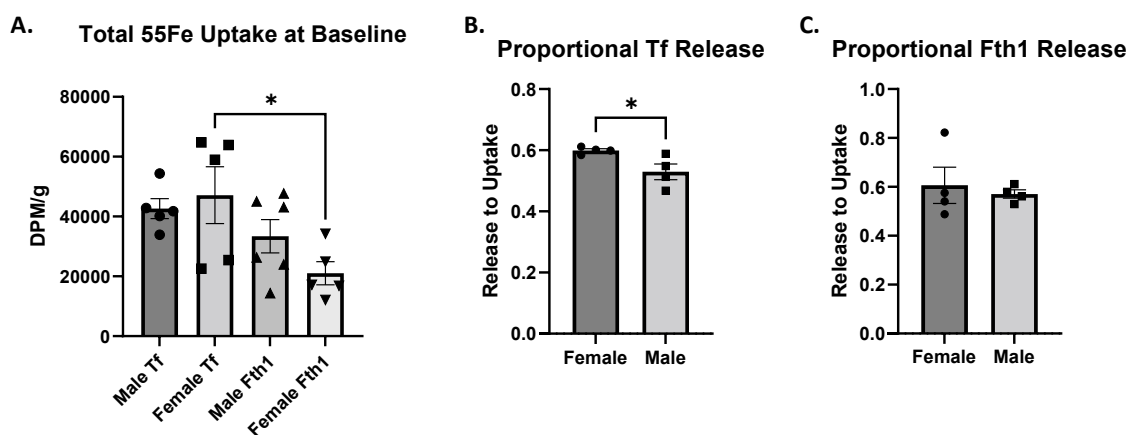 A.
Total 55Fe Uptake at Baseline
DPM/g
80000
60000
40000
20000
0
*
Male Tf
Female Tf
Male Fth1
Female Fth1
B.
Proportional Tf Release
Release to Uptake
0.8
0.6
0.4
0.2
0.0
*
Female
Male
C.
Proportional Fth1 Release
Release to Uptake
1.0
0.8
0.6
0.4
0.2
0.0
Female
Male